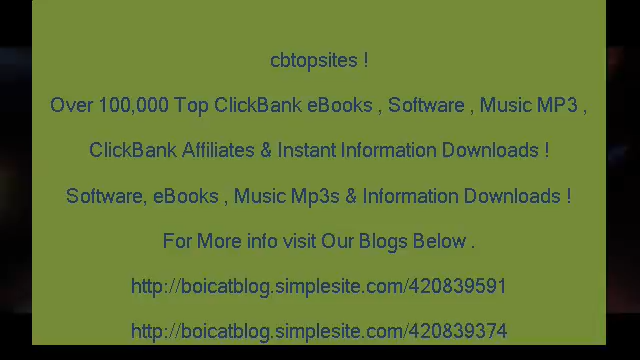 cbtopsites !
Over 100,000 Top ClickBank eBooks , Software , Music MP3 ,
ClickBank Affiliates & Instant Information Downloads !
Software, eBooks , Music Mp3s & Information Downloads !
For More info visit Our Blogs Below .
http://boicatblog.simplesite.com/420839591
http://boicatblog.simplesite.com/420839374